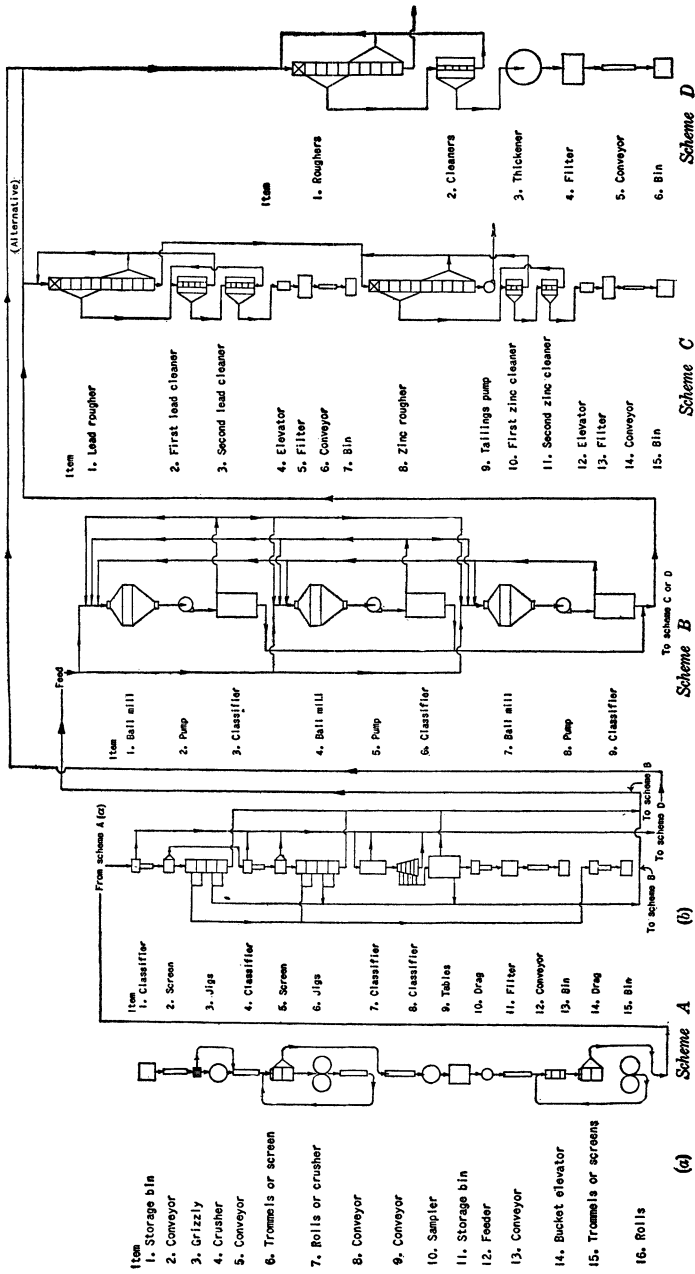 Item
1. Storage bin
2. Conveyor
3. Grizzly
4. Crusher
5. Conveyor
6. Trommels or screen
7. Rolls or crusher
8. Conveyor
9. Conveyor
10. Sampler
11. Storage bin
12. Feeder
13. Conveyor
14. Bucket elevator
15. Trommels or screens
16. Rolls
(a)
Scheme A
From scheme A (a)
Item
1. Classifier
2. Screen
3. Jigs
4. Classifier
5. Screen
6. Jigs
7. Classifier
8. Classifier
9. Tables
10. Drag
11. Filter
12. Conveyor
13. Bin
14. Drag
15. Bin
To scheme B
To scheme D
To scheme B
To scheme D
(b)
Feed
Item
1. Ball mill
2. Pump
3. Classifier
4. Ball mill
5. Pump
6. Classifier
7. Ball mill
8. Pump
9. Classifier
To scheme C or D
Scheme B
(Alternative)
Item
1. Lead rougher
2. First lead cleaner
3. Second lead cleaner
4. Elevator
5. Filter
6. Conveyor
7. Bin
8. Zinc rougher
9. Tailings pump
10. First zinc cleaner
11. Second zinc cleaner
12. Elevator
13. Filter
14. Conveyor
15. Bin
Scheme C
Item
1. Roughers
2. Cleaners
3. Thickener
4. Filter
5. Conveyor
6. Bin
Scheme D